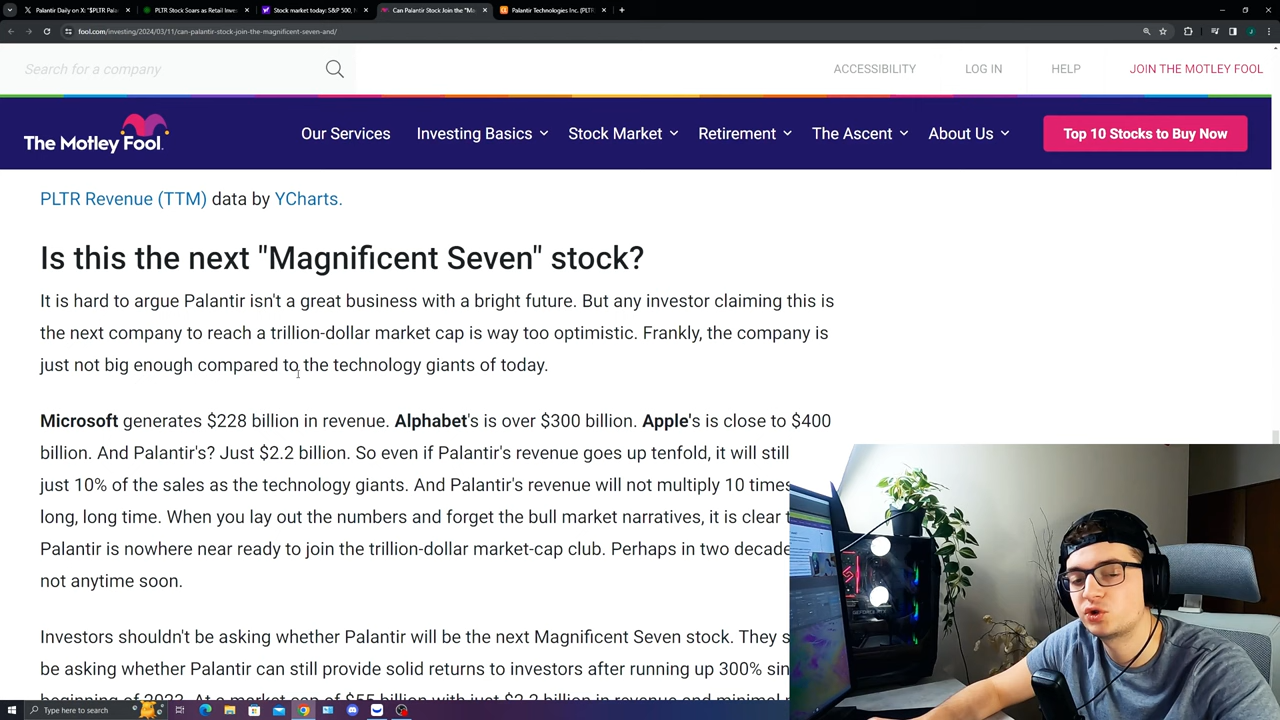 Palantir Daily on X: "$PLTR Palan
PLTR Stock Soars as Retail Inves
Stock market today: S&P 500,
Can Palantir Stock Join the "Ma
Palantir Technologies Inc. (PLTR
fool.com/investing/2024/03/11/can-palantir-stock-join-the-magnificent-seven-and/
Search for a company
ACCESSIBILITY
LOG IN
HELP
JOIN THE MOTLEY FOOL
The Motley Fool.
Our Services
Investing Basics
Stock Market
Retirement
The Ascent
About Us
Top 10 Stocks to Buy Now
PLTR Revenue (TTM) data by YCharts.
Is this the next "Magnificent Seven" stock?
It is hard to argue Palantir isn't a great business with a bright future. But any investor claiming this is
the next company to reach a trillion-dollar market cap is way too optimistic. Frankly, the company is
just not big enough compared to the technology giants of today.
Microsoft generates $228 billion in revenue. Alphabet's is over $300 billion. Apple's is close to $400
billion. And Palantir's? Just $2.2 billion. So even if Palantir's revenue goes up tenfold, it will still
just 10% of the sales as the technology giants. And Palantir's revenue will not multiply 10 times
long, long time. When you lay out the numbers and forget the bull market narratives, it is clear
Palantir is nowhere near ready to join the trillion-dollar market-cap club. Perhaps in two decade
not anytime soon.
Investors shouldn't be asking whether Palantir will be the next Magnificent Seven stock. They s
be asking whether Palantir can still provide solid returns to investors after running up 300% sin
Type here to search